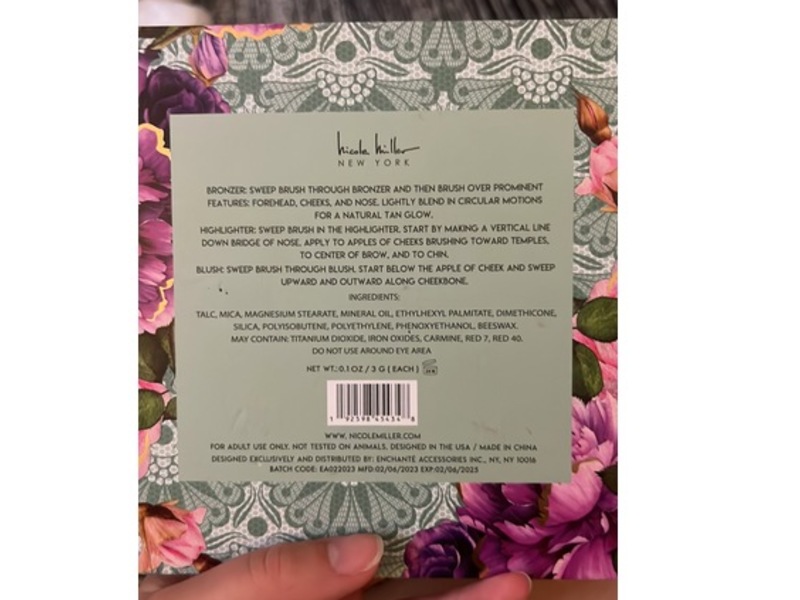 nicole miller
NEW YORK
BRONZER: SWEEP BRUSH THROUGH BRONZER AND THEN BRUSH OVER PROMINENT
FEATURES: FOREHEAD, CHEEKS, AND NOSE. LIGHTLY BLEND IN CIRCULAR MOTIONS
FOR A NATURAL TAN GLOW.
HIGHLIGHTER: SWEEP BRUSH IN THE HIGHLIGHTER. START BY MAKING A VERTICAL LINE
DOWN BRIDGE OF NOSE, APPLY TO APPLES OF CHEEKS BRUSHING TOWARD TEMPLES,
TO CENTER OF BROW, AND TO CHIN.
BLUSH: SWEEP BRUSH THROUGH BLUSH. START BELOW THE APPLE OF CHEEK AND SWEEP
UPWARD AND OUTWARD ALONG CHEEKBONE.
INGREDIENTS:
TALC, MICA, MAGNESIUM STEARATE, MINERAL OIL, ETHYLHEXYL PALMITATE, DIMETHICONE,
SILICA, POLYISOBUTENE, POLYETHYLENE, PHENOXYETHANOL, BEESWAX.
MAY CONTAIN: TITANIUM DIOXIDE, IRON OXIDES, CARMINE, RED 7, RED 40.
DO NOT USE AROUND EYE AREA
NET WT.: 0.1 OZ / 3 G ( EACH )
1 92598 45434 8
WWW. NICOLEMILLER.COM
FOR ADULT USE ONLY. NOT TESTED ON ANIMALS. DESIGNED IN THE USA / MADE IN CHINA
DESIGNED EXCLUSIVELY AND DISTRIBUTED BY: ENCHANTÉ ACCESSORIES INC., NY, NY 10016
BATCH CODE: EA022023 MFD:02/06/2023 EXP:02/06/2025